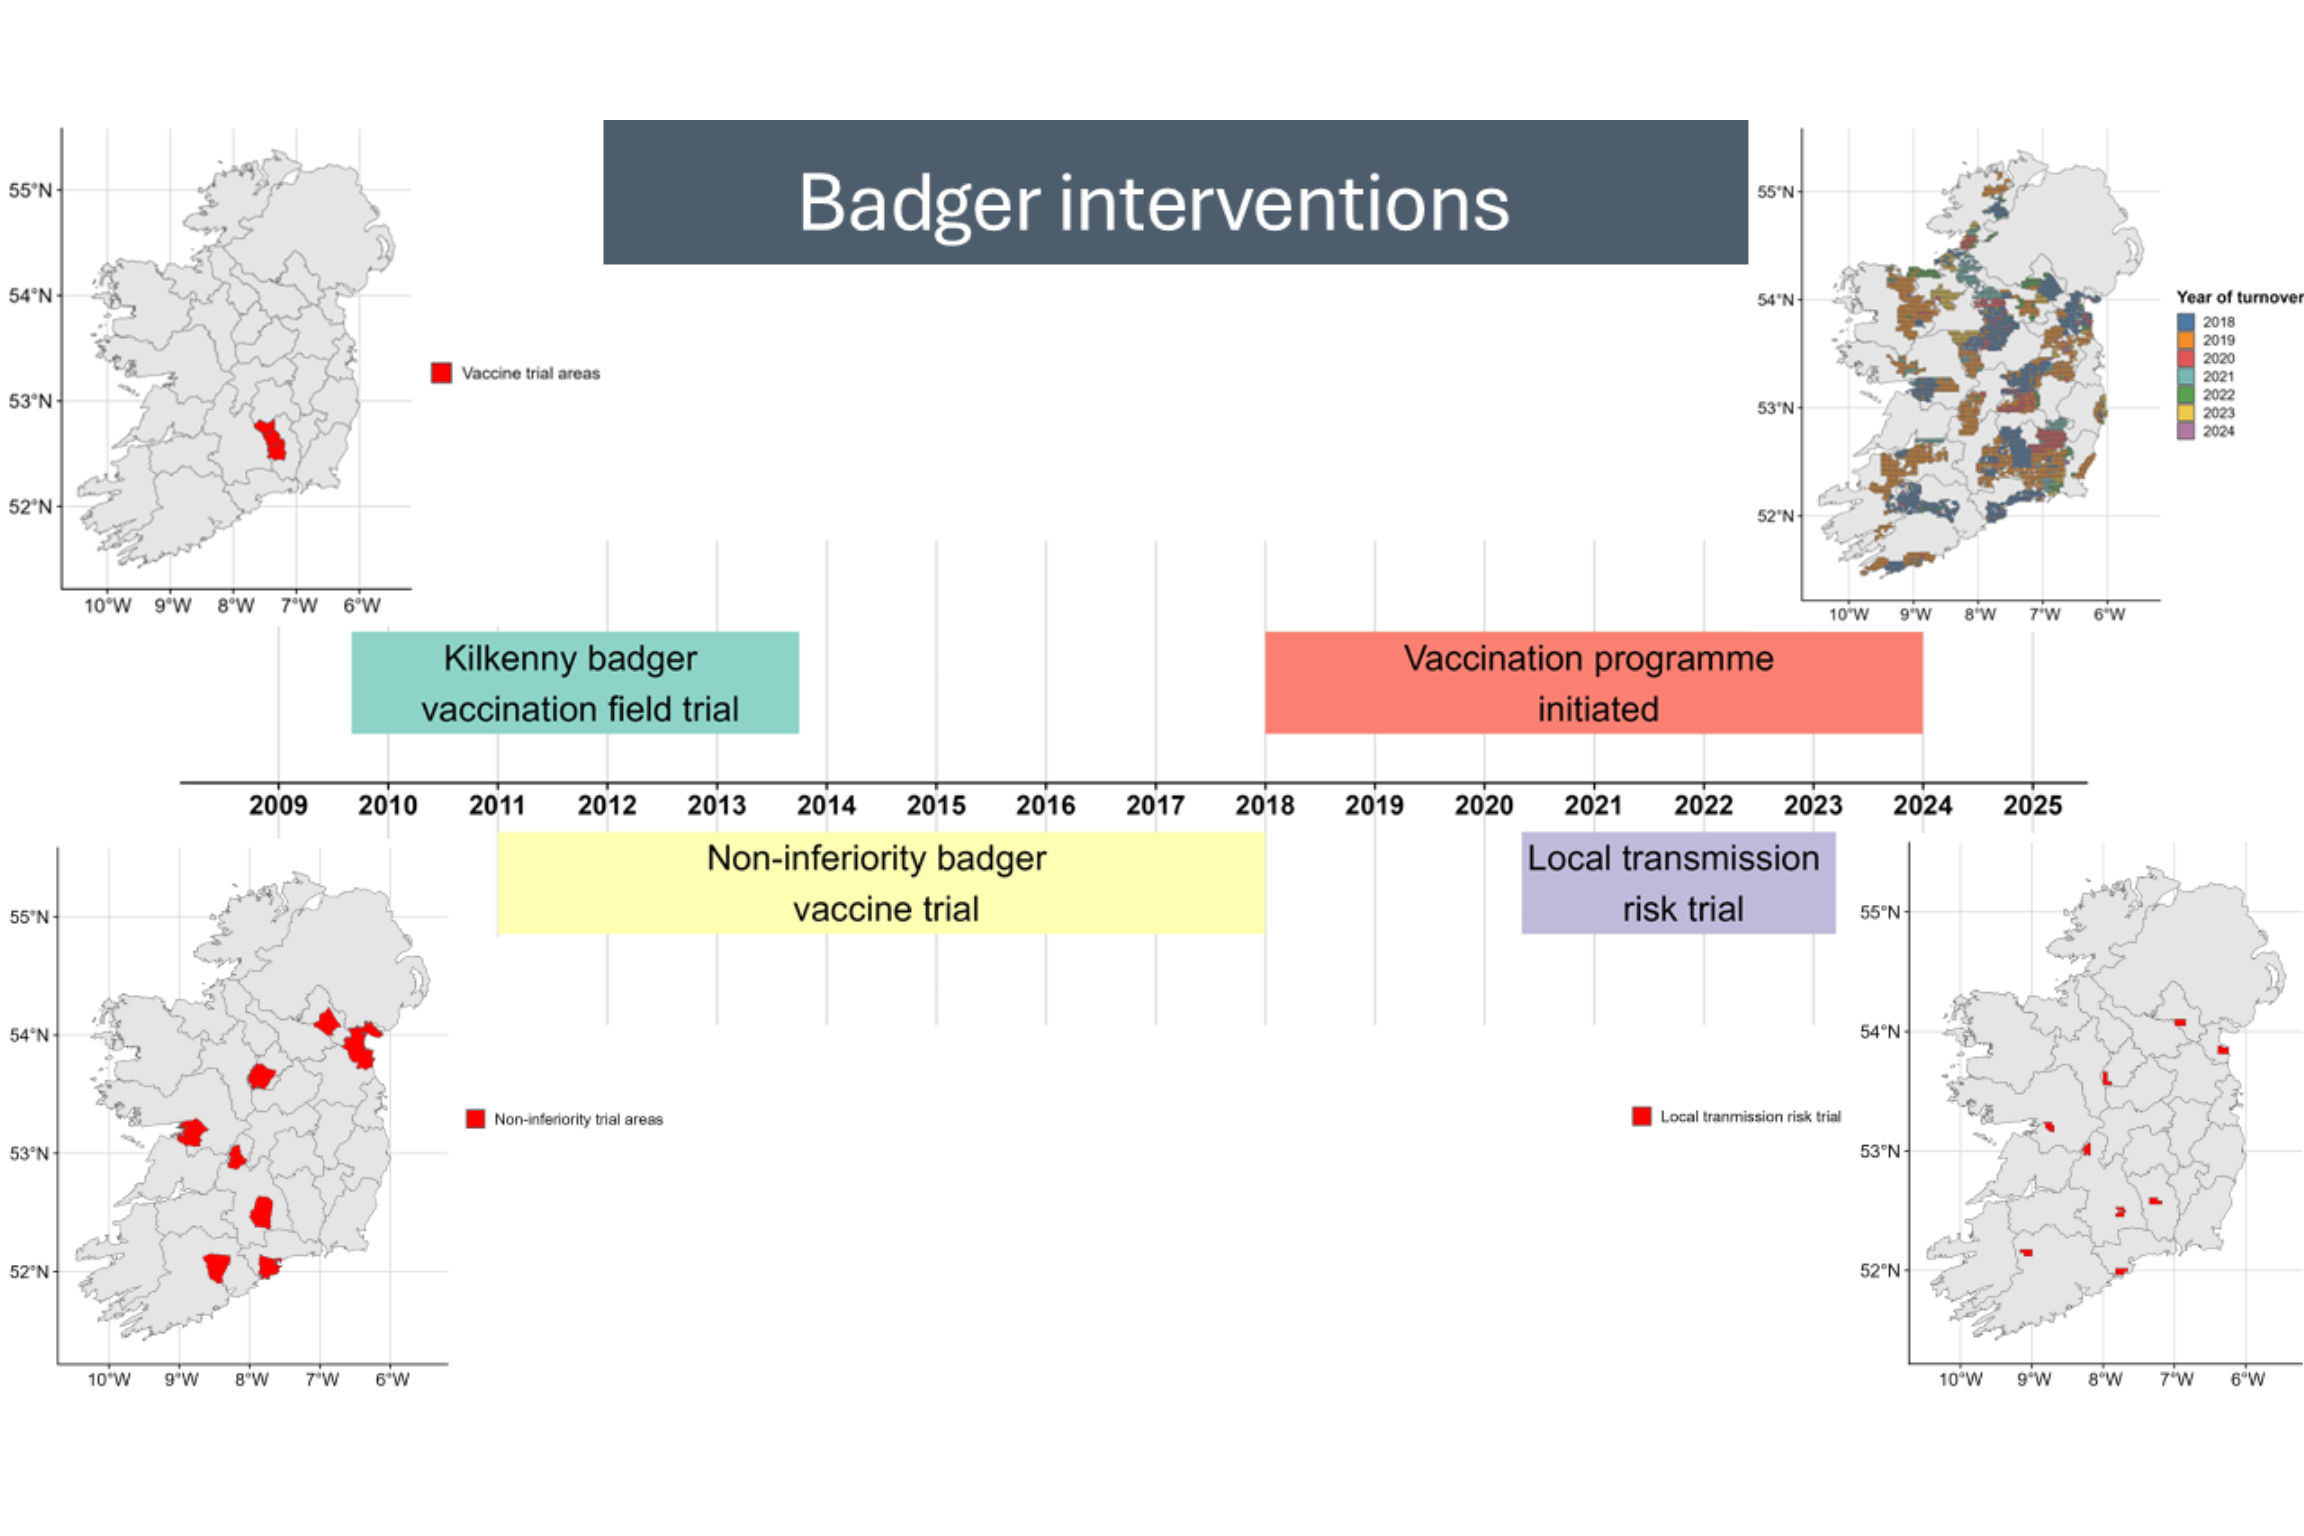 Badger interventions
55°N
54°N
53°N
52°N
10°W 9°W 8°W 7°W 6°W
Vaccine trial areas
55°N
54°N
53°N
52°N
10°W 9°W 8°W 7°W 6°W
Year of turnover
2018
2019
2020
2021
2022
2023
2024
Kilkenny badger
vaccination field trial
Vaccination programme
initiated
2009 2010 2011 2012 2013 2014 2015 2016 2017 2018 2019 2020 2021 2022 2023 2024 2025
Non-inferiority badger
vaccine trial
Local transmission
risk trial
55°N
54°N
53°N
52°N
10°W 9°W 8°W 7°W 6°W
Non-inferiority trial areas
Local tranmission risk trial
55°N
54°N
53°N
52°N
10°W 9°W 8°W 7°W 6°W